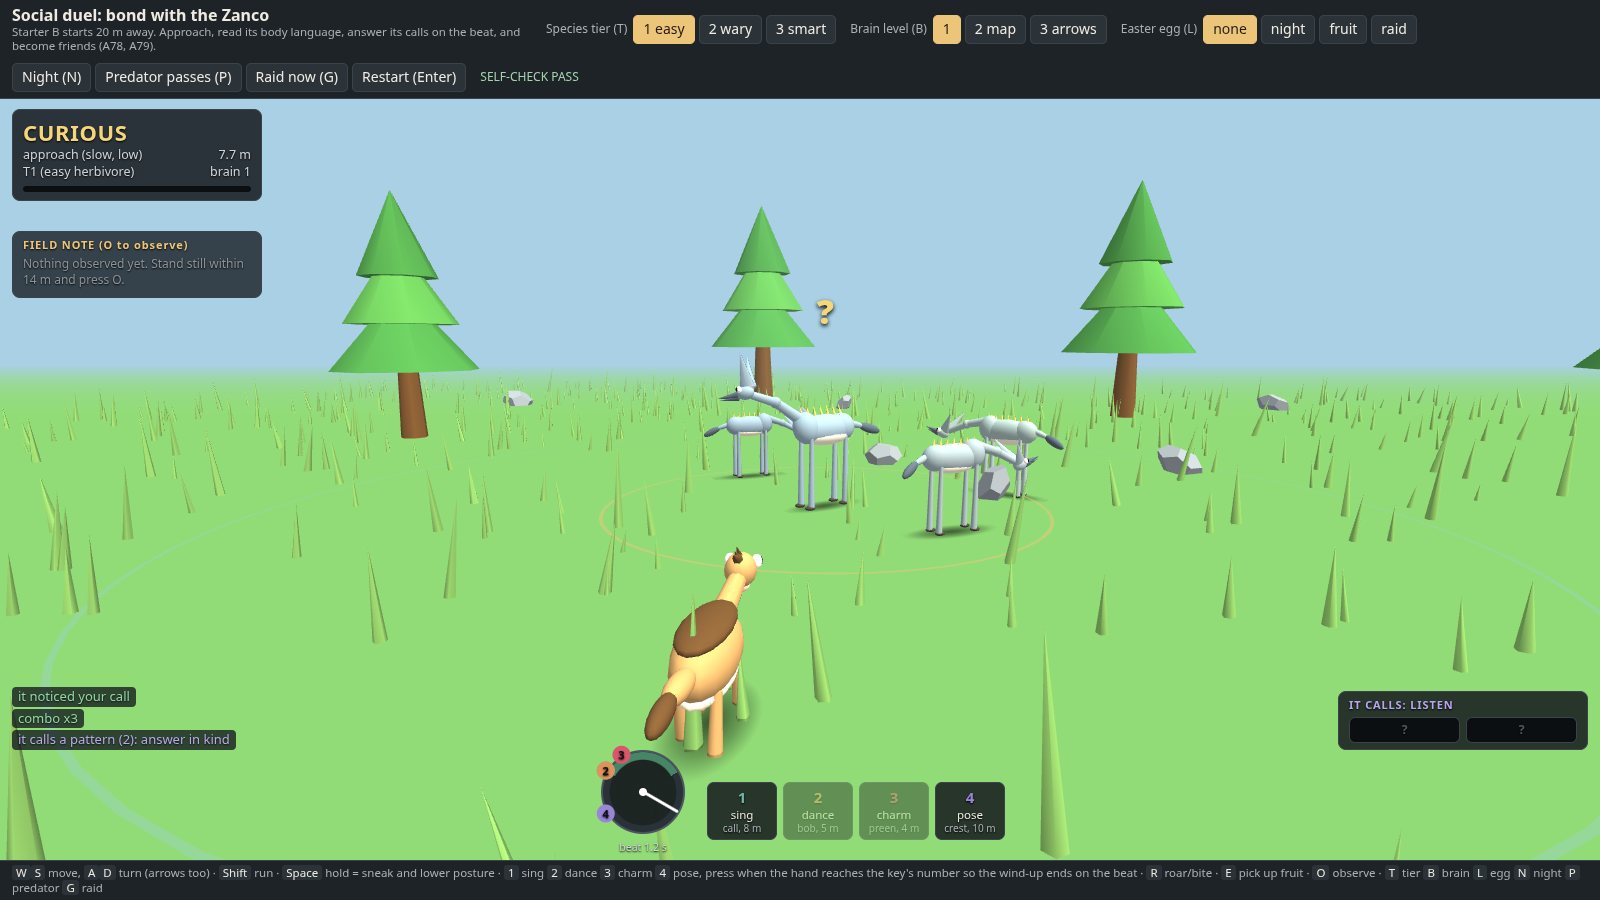 Social duel: bond with the Zanco
Starter B starts 20 m away. Approach, read its body language, answer its calls on the beat, and
become friends (A78, A79).
Species tier (T) 1 easy 2 wary 3 smart Brain level (B) 1 2 map 3 arrows Easter egg (L) none night fruit raid
Night (N) Predator passes (P) Raid now (G) Restart (Enter) SELF-CHECK PASS
CURIOUS
approach (slow, low) 7.7 m
T1 (easy herbivore) brain 1
FIELD NOTE (O to observe)
Nothing observed yet. Stand still within
14 m and press O.
?
it noticed your call
combo x3
it calls a pattern (2): answer in kind
IT CALLS: LISTEN
? ?
3
2
4
beat 1.2 s
1 2 3 4
sing dance charm pose
call, 8 m bob, 5 m preen, 4 m crest, 10 m
W S move, A D turn (arrows too) · Shift run · Space hold = sneak and lower posture · 1 sing 2 dance 3 charm 4 pose, press when the hand reaches the key's number so the wind-up ends on the beat · R roar/bite · E pick up fruit · O observe · T tier B brain L egg N night P
predator G raid